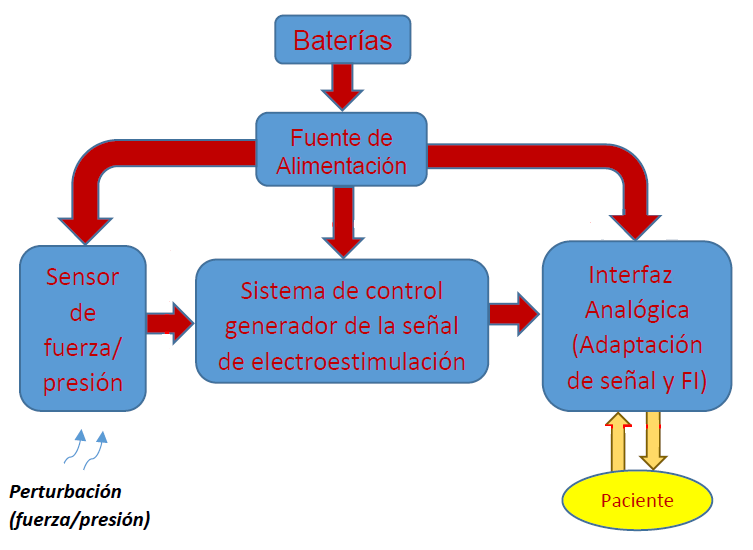 Baterías
Fuente de
Alimentación
Sensor
de
fuerza/
presión
Sistema de control
generador de la señal
de electroestimulación
Interfaz
Analógica
(Adaptación
de señal y FI)
Perturbación
(fuerza/presión)
Paciente